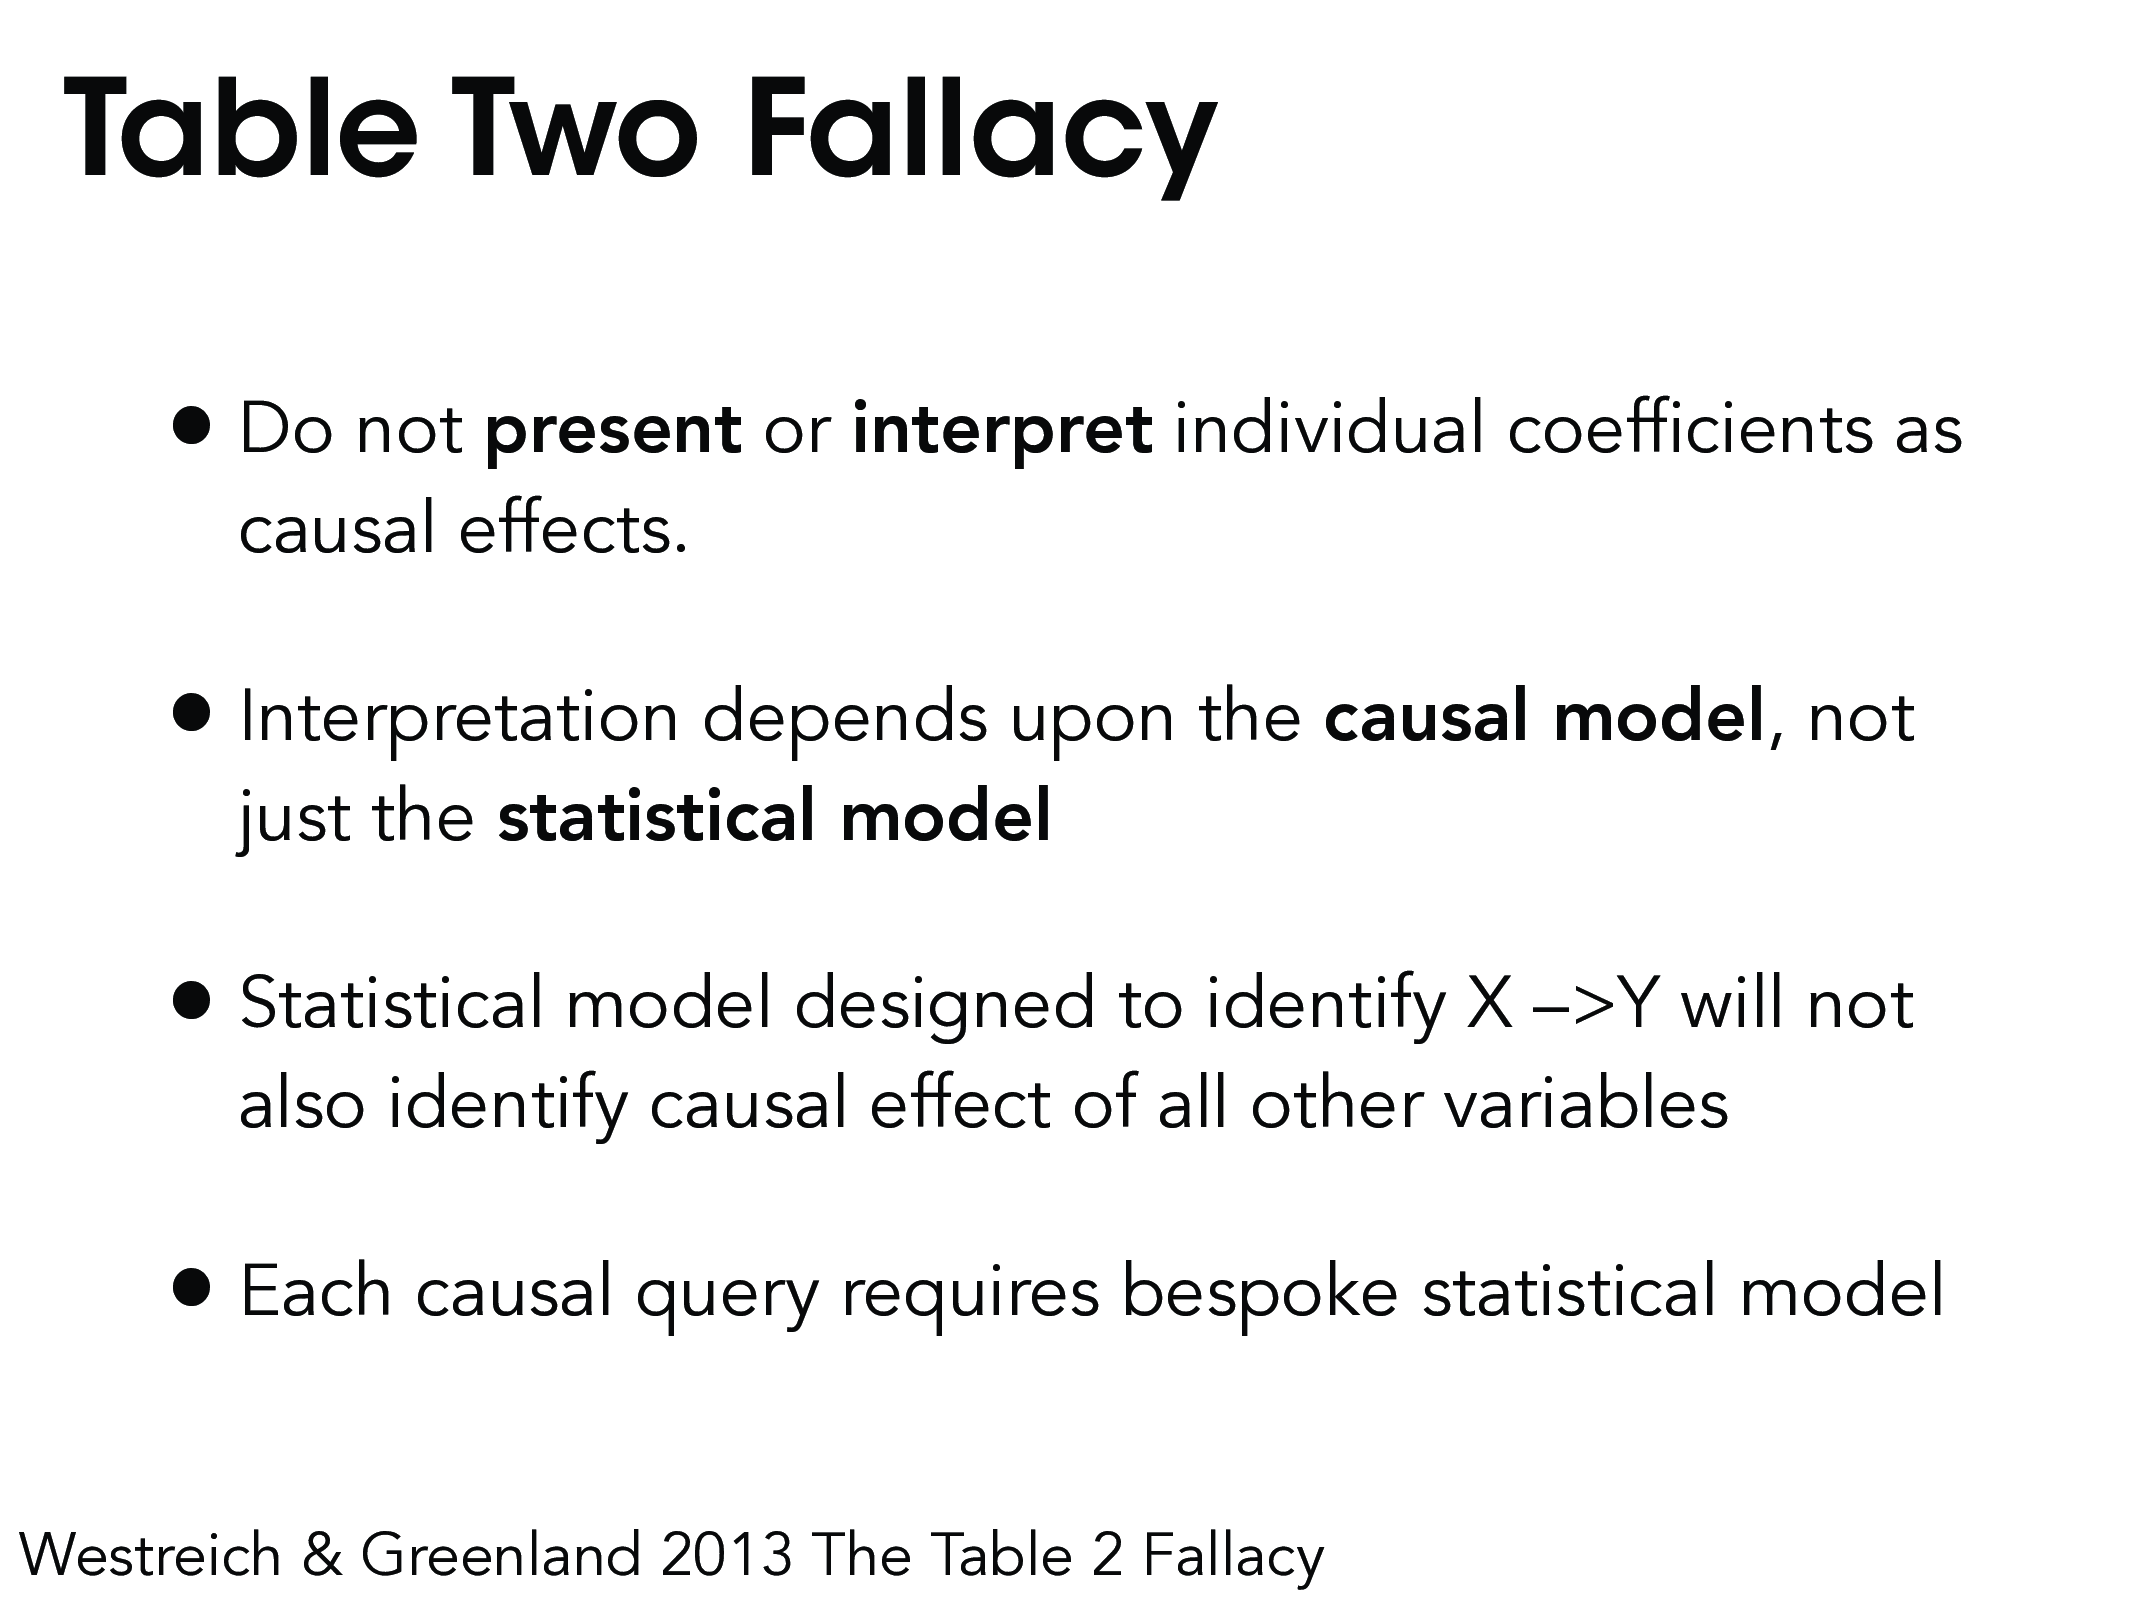 Table Two Fallacy
• Do not present or interpret individual coefficients as
causal effects.
• Interpretation depends upon the causal model, not
just the statistical model
• Statistical model designed to identify X –>Y will not
also identify causal effect of all other variables
• Each causal query requires bespoke statistical model
Westreich & Greenland 2013 The Table 2 Fallacy